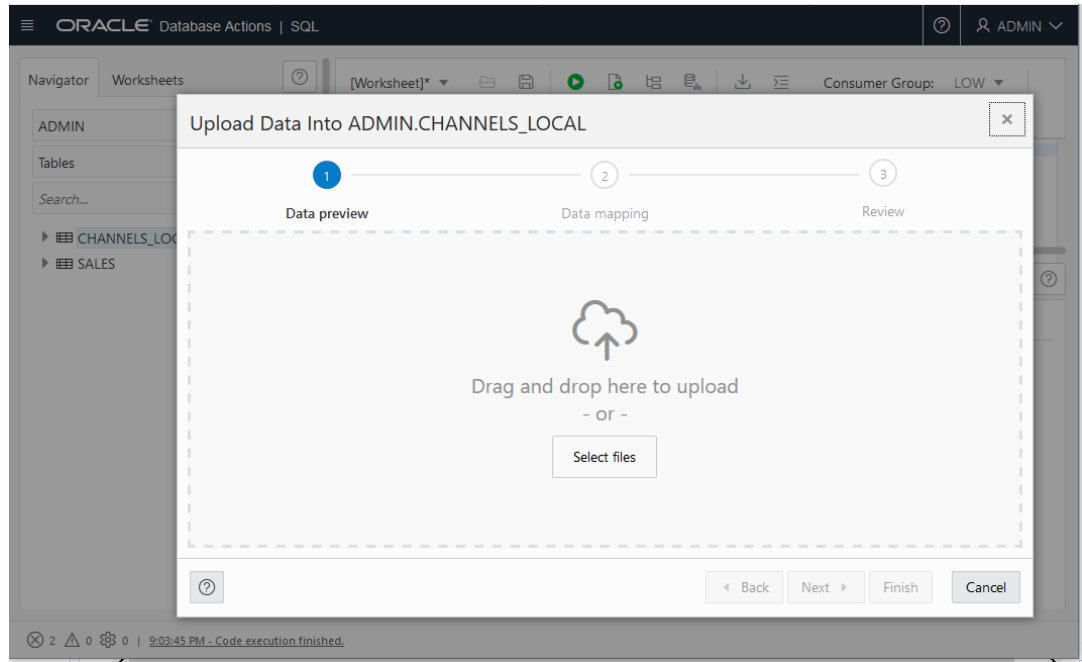 ORACLE Database Actions | SQL
ADMIN
Navigator Worksheets
[Worksheet]* Consumer Group: LOW
ADMIN
Tables
Search...
CHANNELS_LOC
SALES
Upload Data Into ADMIN.CHANNELS_LOCAL
1 2 3
Data preview Data mapping Review
Drag and drop here to upload
- or -
Select files
Back Next Finish Cancel
2 0 0 | 9:03:45 PM - Code execution finished.